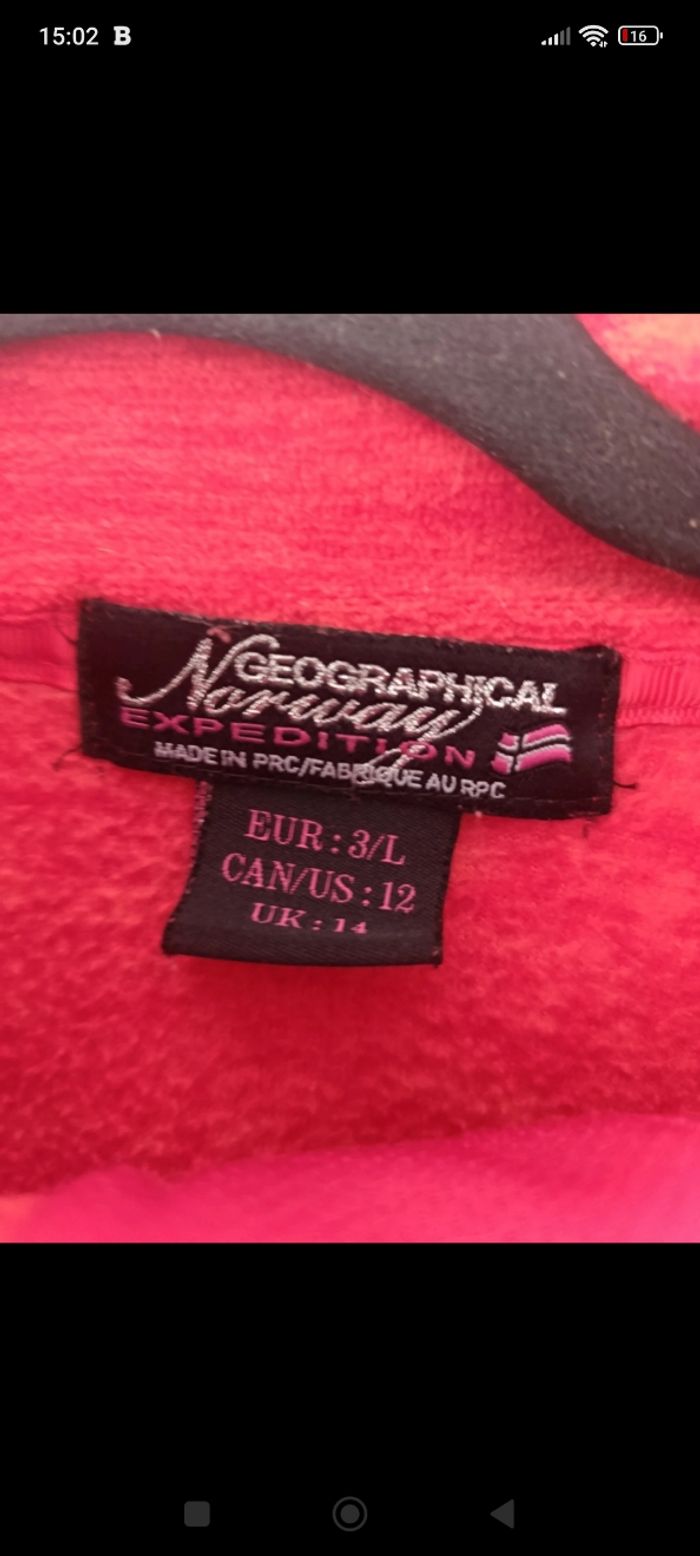 15:02 B
16
GEOGRAPHICAL
Norway
EXPEDITION
MADE IN PRC/FABRIQUE AU RPC
EUR : 3/L
CAN/US : 12
UK : 14